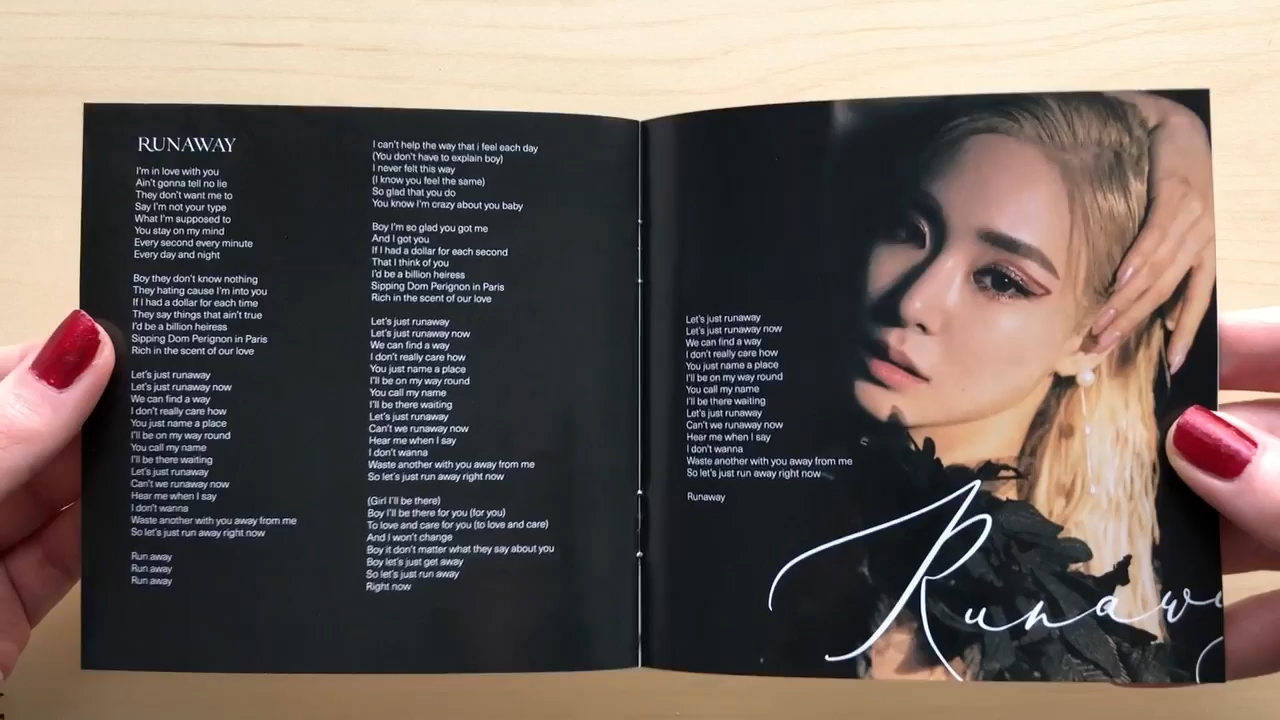 RUNAWAY
I'm in love with you
Ain't gonna tell no lie
They don't want me to
Say I'm not your type
What I'm supposed to
You stay on my mind
Every second every minute
Every day and night
Boy they don't know nothing
They hating cause I'm into you
If I had a dollar for each time
They say things that ain't true
I'd be a billion heiress
Sipping Dom Perignon in Paris
Rich in the scent of our love
Let's just runaway
Let's just runaway now
We can find a way
I don't really care how
You just name a place
I'll be on my way round
You call my name
I'll be there waiting
Let's just runaway
Can't we runaway now
Hear me when I say
I don't wanna
Waste another with you away from me
So let's just run away right now
Run away
Run away
Run away
I can't help the way that i feel each day
(You don't have to explain boy)
I never felt this way
(I know you feel the same)
So glad that you do
You know I'm crazy about you baby
Boy I'm so glad you got me
And I got you
If I had a dollar for each second
That I think of you
I'd be a billion heiress
Sipping Dom Perignon in Paris
Rich in the scent of our love
Let's just runaway
Let's just runaway now
We can find a way
I don't really care how
You just name a place
I'll be on my way round
You call my name
I'll be there waiting
Let's just runaway
Can't we runaway now
Hear me when I say
I don't wanna
Waste another with you away from me
So let's just run away right now
(Girl I'll be there)
Boy I'll be there for you (for you)
To love and care for you (to love and care)
And I won't change
Boy it don't matter what they say about you
Boy let's just get away
So let's just run away
Right now
Let's just runaway
Let's just runaway now
We can find a way
I don't really care how
You just name a place
I'll be on my way round
You call my name
I'll be there waiting
Let's just runaway
Can't we runaway now
Hear me when I say
I don't wanna
Waste another with you away from me
So let's just run away right now
Runaway
Runaway